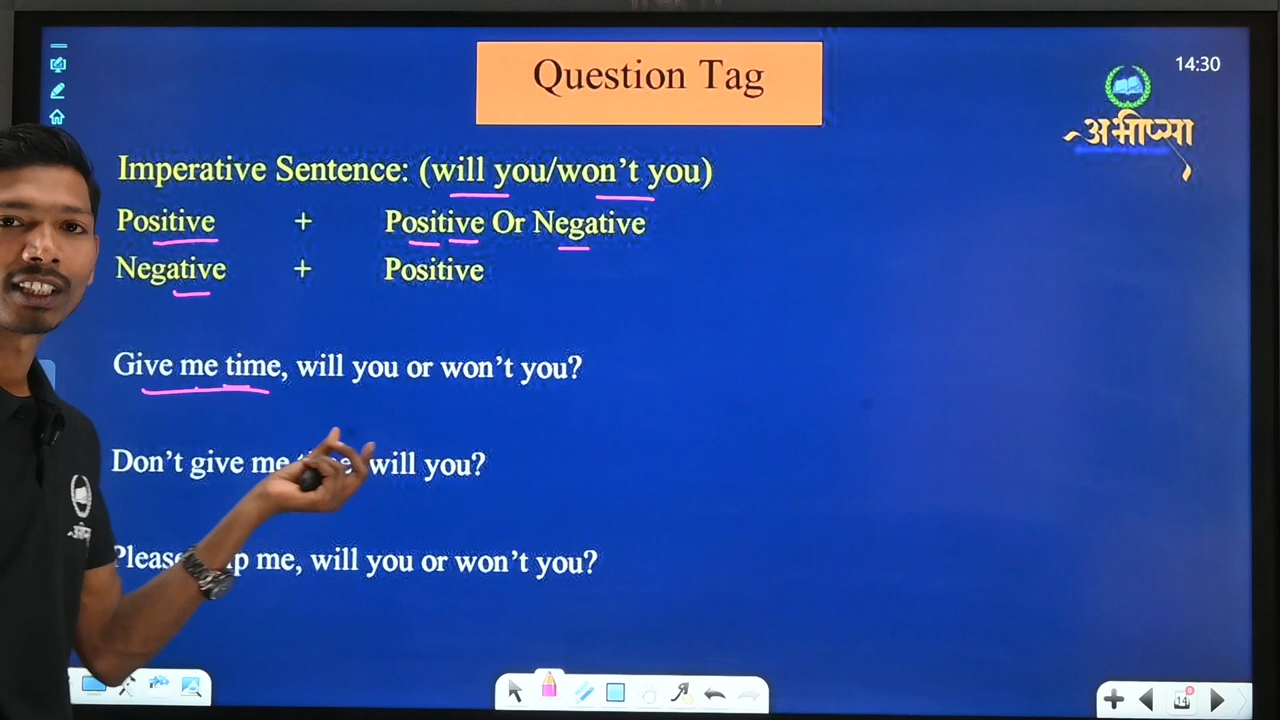 Question Tag
14:30
अभीप्सा
Imperative Sentence: (will you/won’t you)
Positive + Positive Or Negative
Negative + Positive
Give me time, will you or won’t you?
Don’t give me will you?
me, will you or won’t you?
14